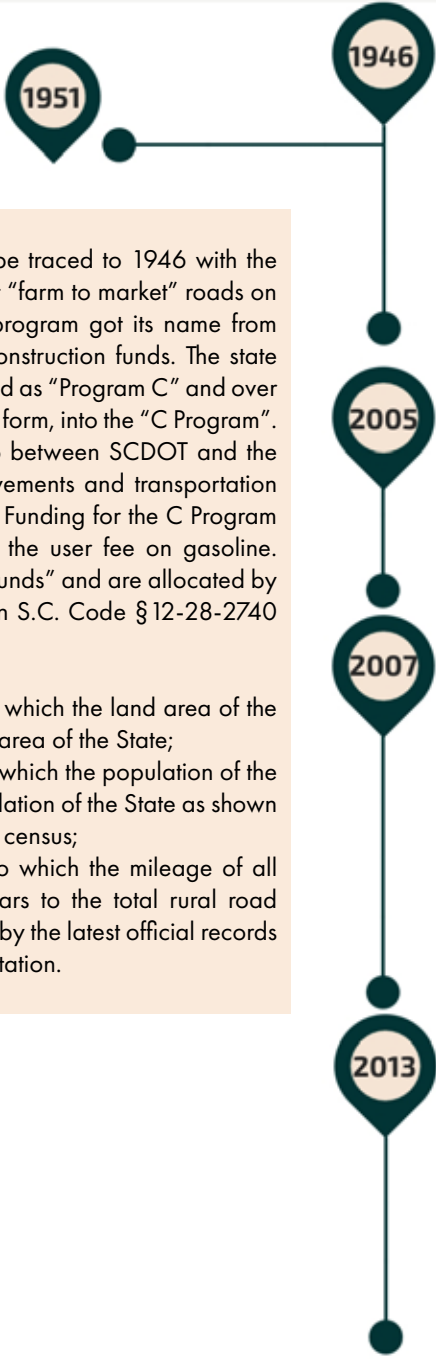 1946
1951
be traced to 1946 with the
“farm to market” roads on
program got its name from
onstruction funds. The state
d as “Program C” and over
form, into the “C Program”.
between SCDOT and the
vements and transportation
Funding for the C Program
the user fee on gasoline.
unds” and are allocated by
S.C. Code §12-28-2740
which the land area of the
area of the State;
which the population of the
lation of the State as shown
census;
o which the mileage of all
ars to the total rural road
by the latest official records
tation.
2005
2007
2013